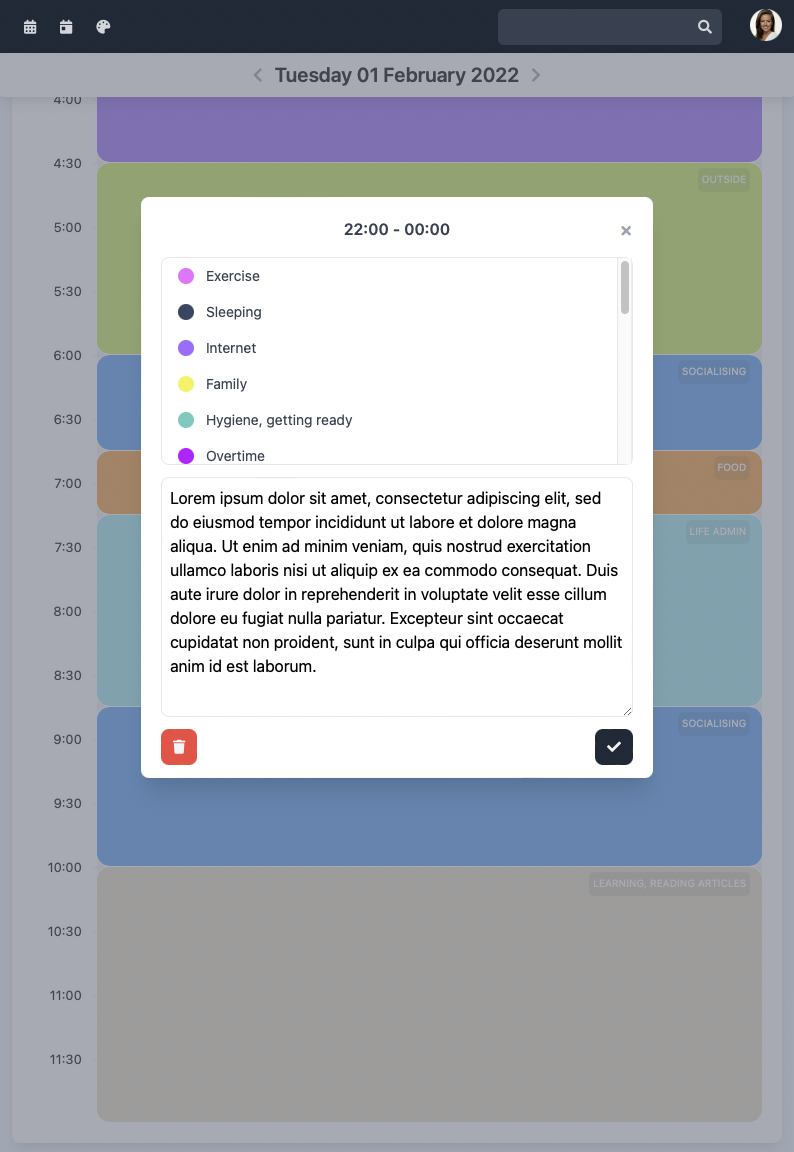 Tuesday 01 February 2022
4:00
4:30
OUTSIDE
5:00
5:30
6:00
SOCIALISING
6:30
FOOD
7:00
LIFE ADMIN
7:30
8:00
8:30
SOCIALISING
9:00
9:30
10:00
LEARNING, READING ARTICLES
10:30
11:00
11:30
22:00 - 00:00
Exercise
Sleeping
Internet
Family
Hygiene, getting ready
Overtime
Lorem ipsum dolor sit amet, consectetur adipiscing elit, sed
do eiusmod tempor incididunt ut labore et dolore magna
aliqua. Ut enim ad minim veniam, quis nostrud exercitation
ullamco laboris nisi ut aliquip ex ea commodo consequat. Duis
aute irure dolor in reprehenderit in voluptate velit esse cillum
dolore eu fugiat nulla pariatur. Excepteur sint occaecat
cupidatat non proident, sunt in culpa qui officia deserunt mollit
anim id est laborum.